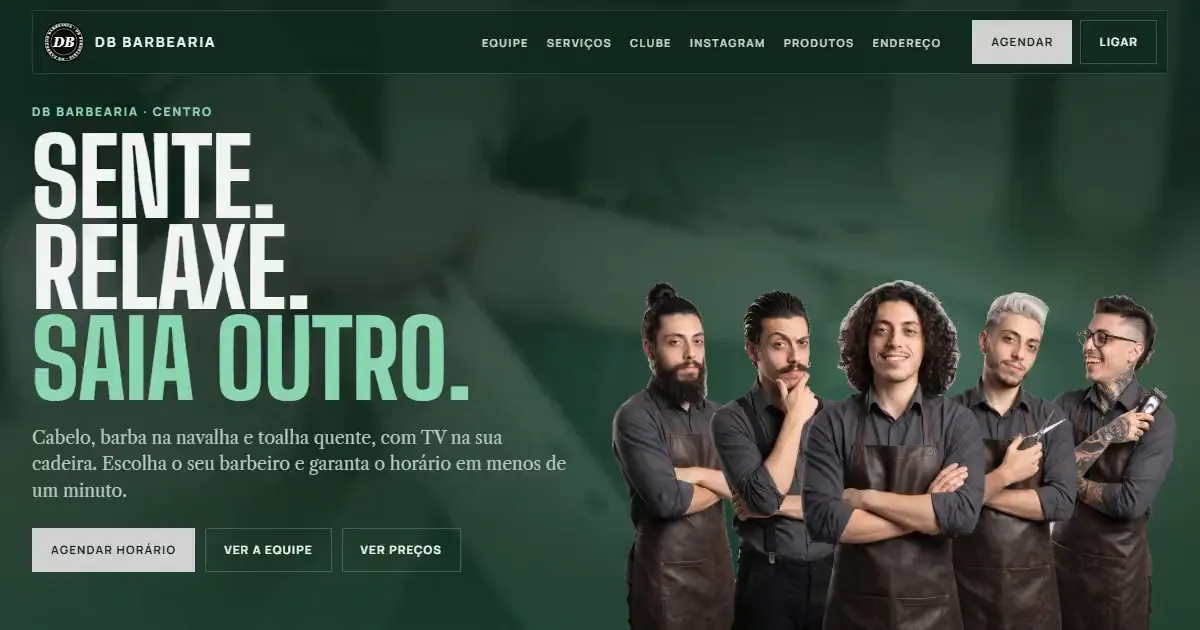 DB
DB BARBEARIA
EQUIPE
SERVIÇOS
CLUBE
INSTAGRAM
PRODUTOS
ENDEREÇO
AGENDAR
LIGAR
DB BARBEARIA · CENTRO
SENTE.
RELAXE.
SAIA OUTRO.
Cabelo, barba na navalha e toalha quente, com TV na sua
cadeira. Escolha o seu barbeiro e garanta o horário em menos de
um minuto.
AGENDAR HORÁRIO
VER A EQUIPE
VER PREÇOS